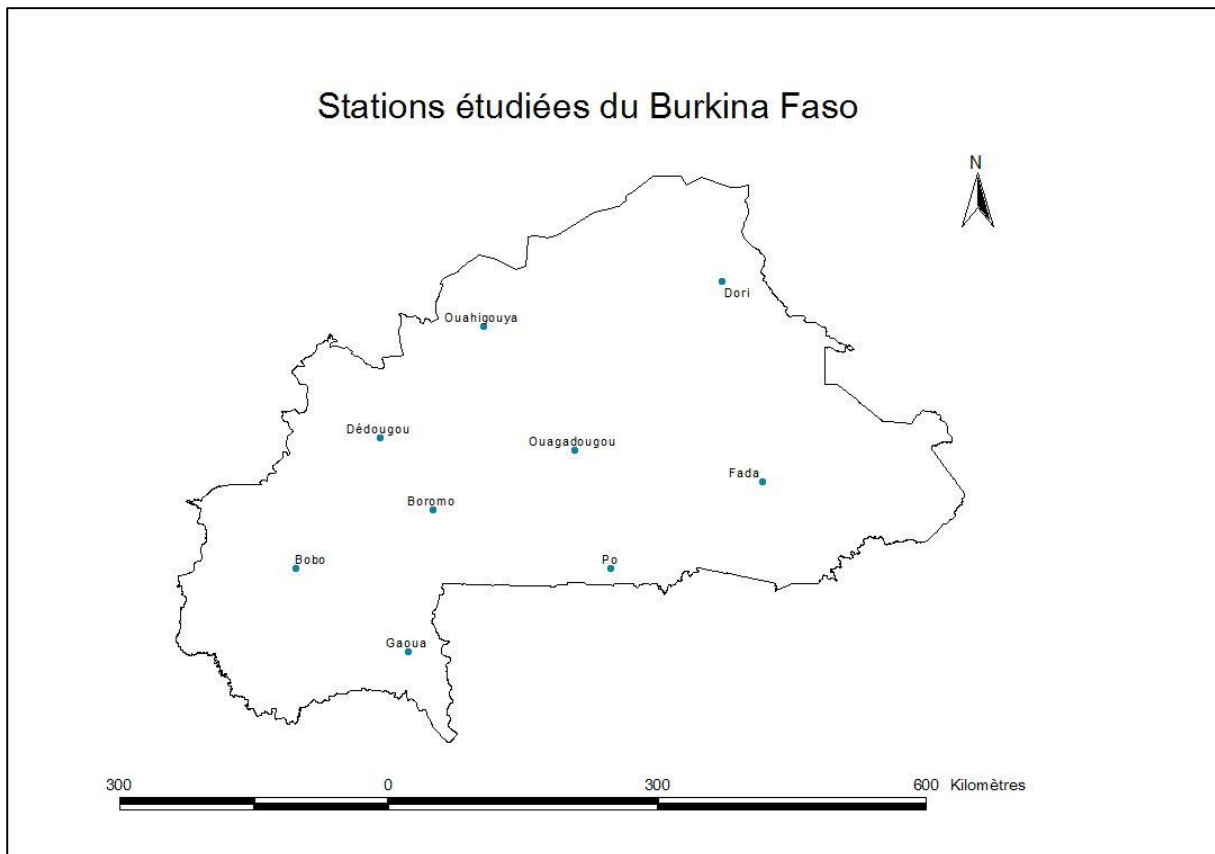 Stations étudiées du Burkina Faso
N
Dori
Ouahigouya
Dédougou
Ouagadougou
Fada
Boromo
Bobo
Po
Gaoua
300 0 300 600 Kilomètres